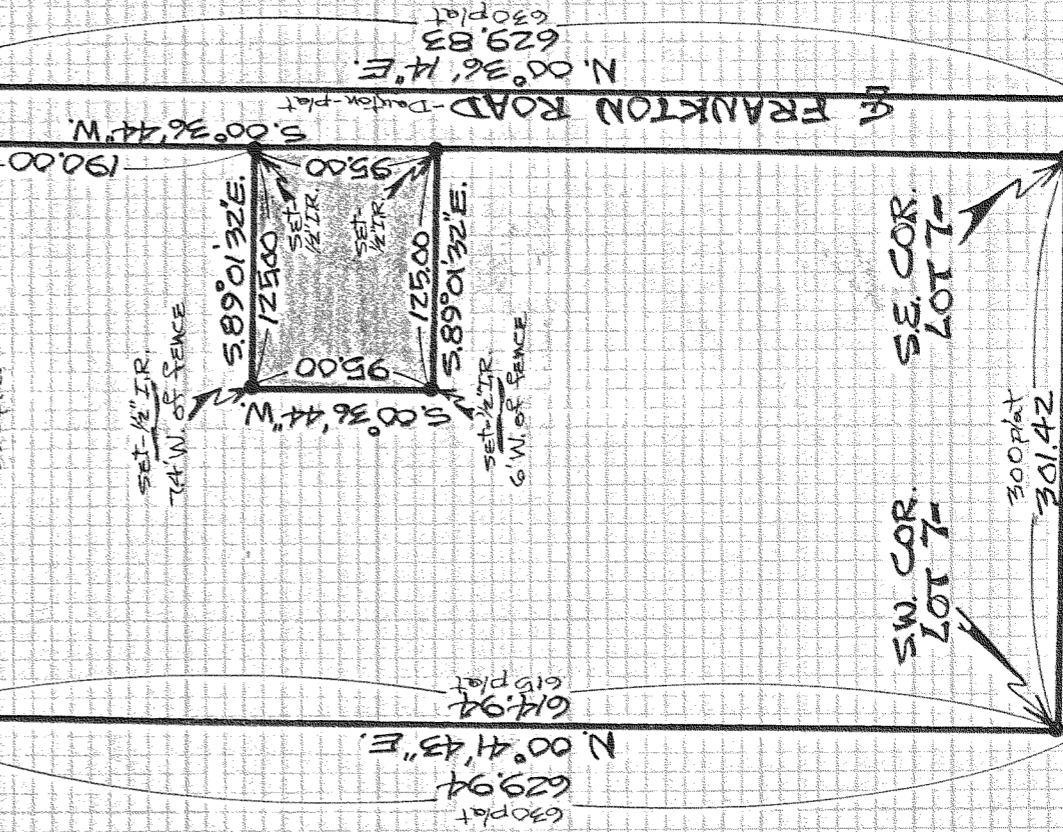 630 plat
629.83
N. 00° 36' 14" E.
℄ FRANKTON ROAD - Dayton - plat
S. 00° 36' 44" W.
190.00
95.00
S. 89° 01' 32" E.
125.00
SET-
1/2" I.R.
SET-
1/2" I.R.
125.00
S. 89° 01' 32" E.
95.00
S. 00° 36' 44" W.
SET-1/2" I.R.
7.4' W. of FENCE
SET-1/2" I.R.
6' W. of FENCE
S.E. COR.
LOT 7-
SW. COR.
LOT 7-
300 plat
301.42
615 plat
614.94
N. 00° 41' 43" E.
629.94
630 plat